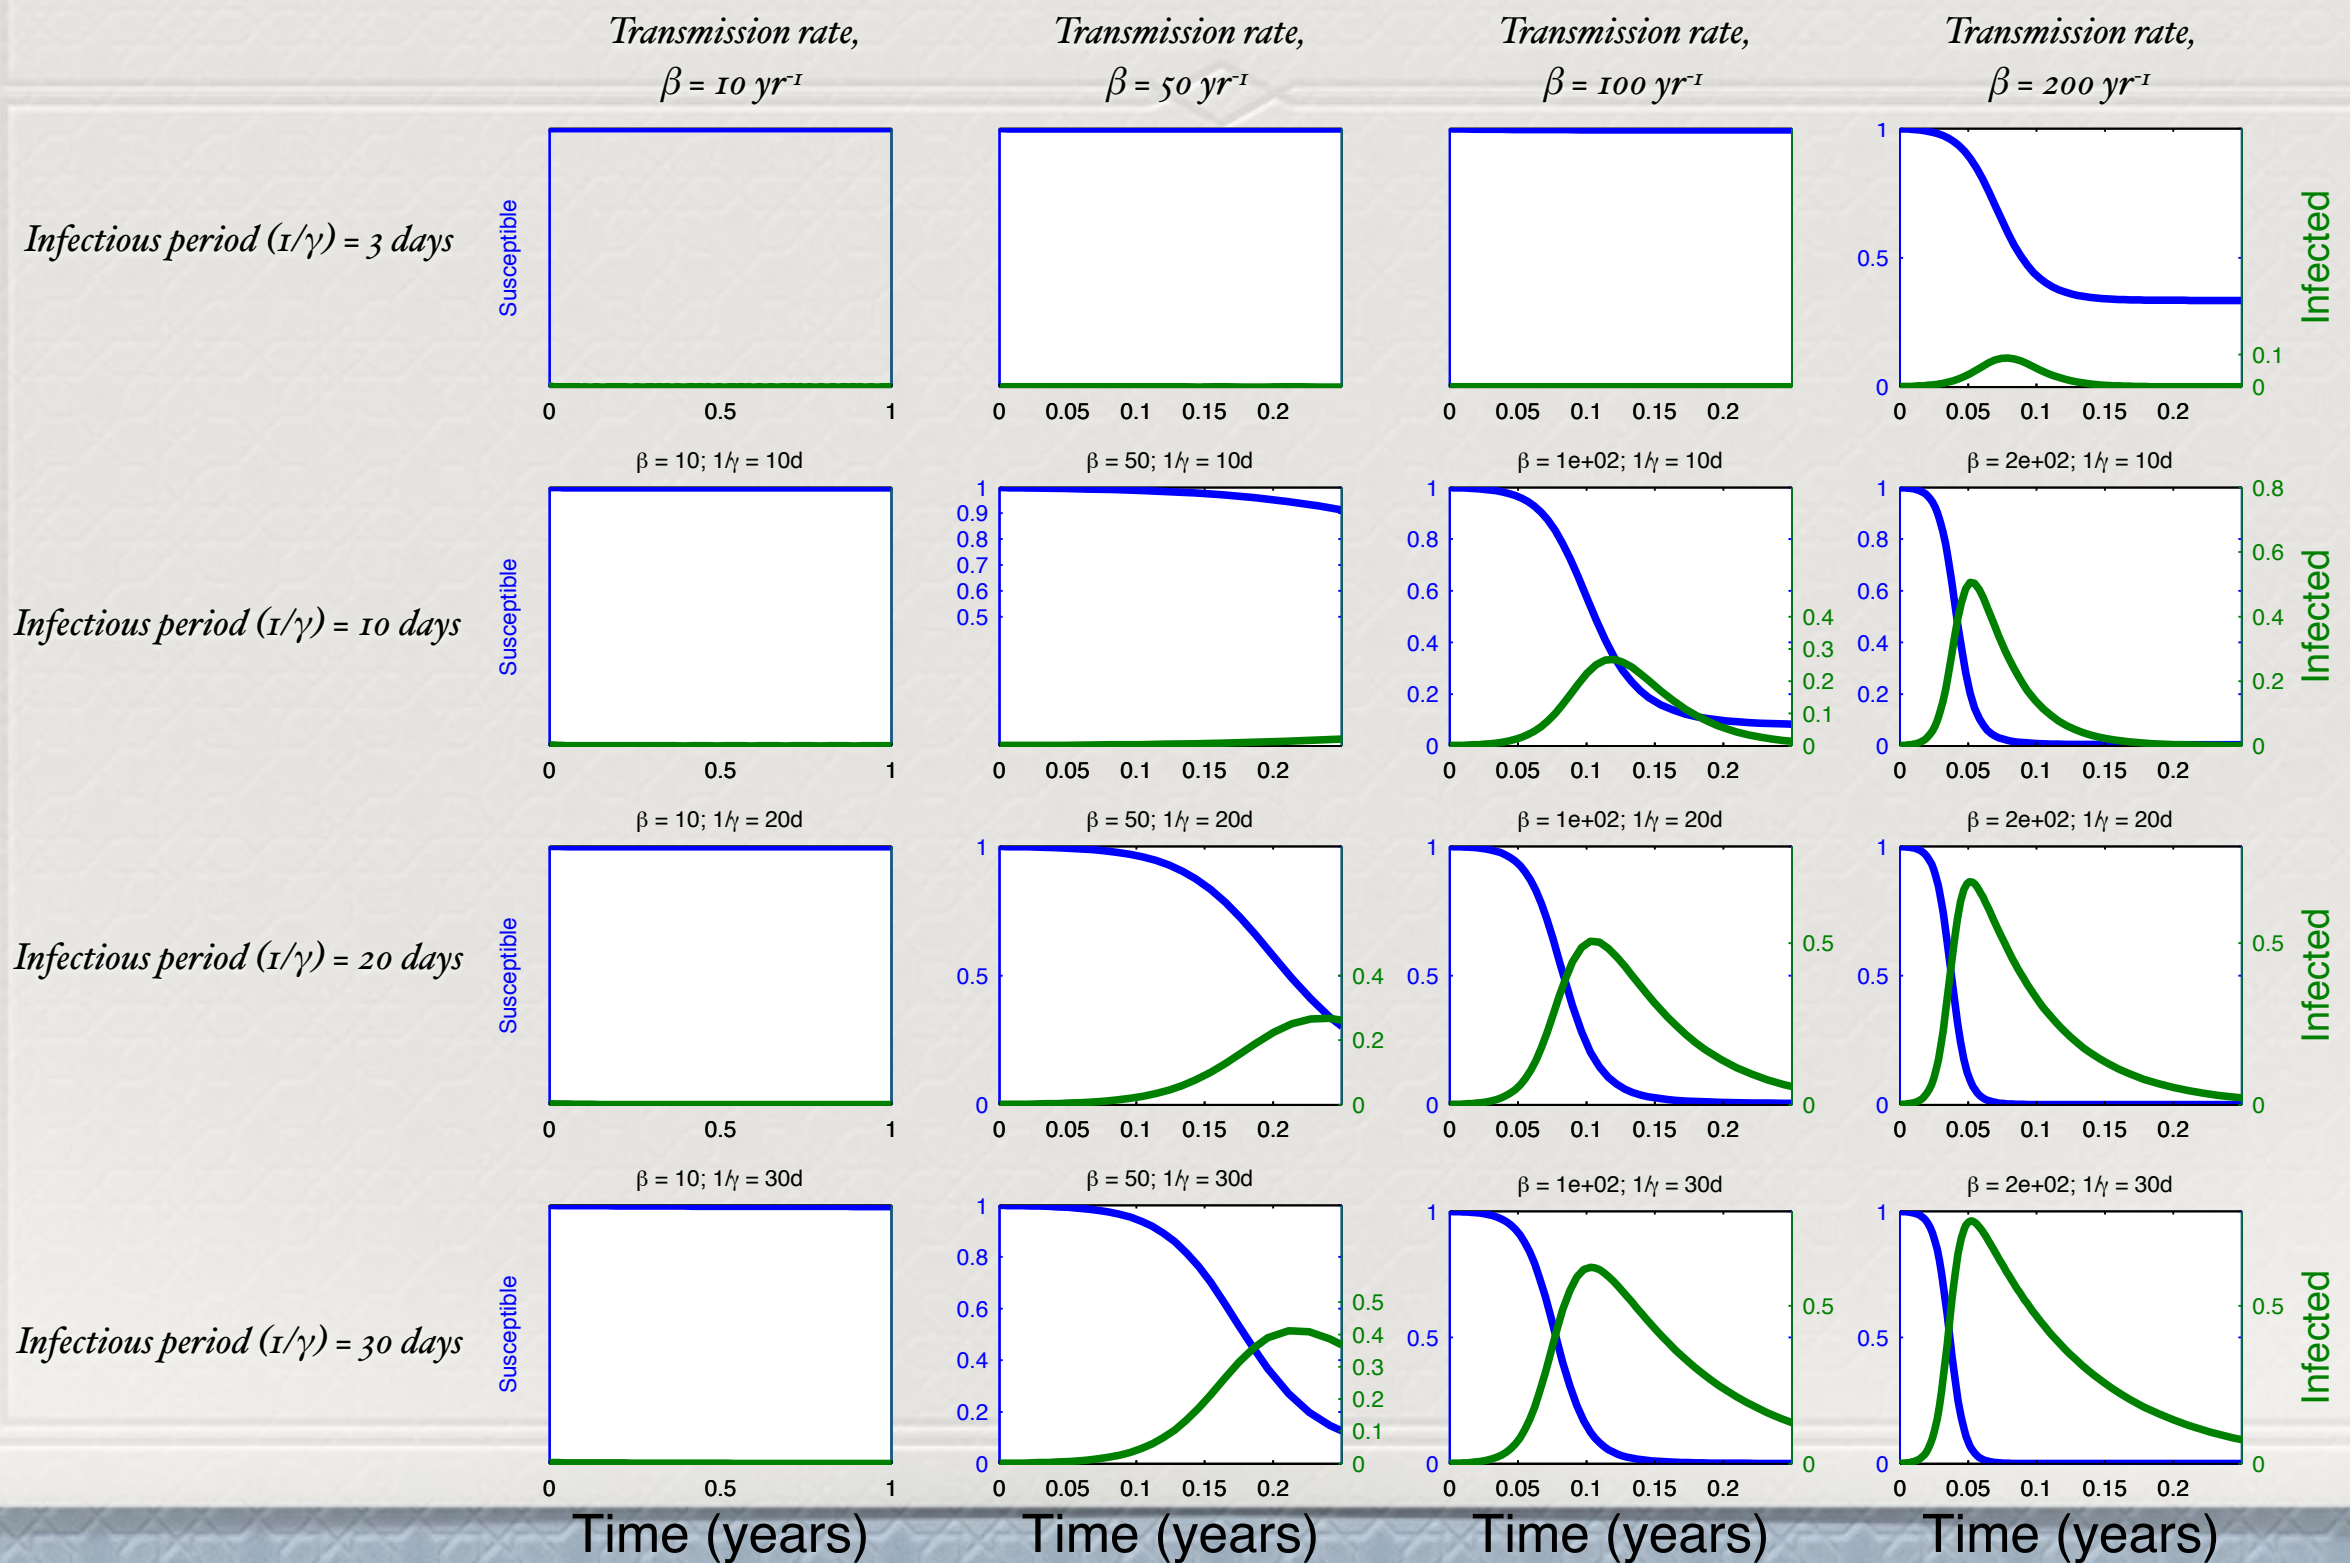 Transmission rate,
β = 10 yr⁻¹
Transmission rate,
β = 50 yr⁻¹
Transmission rate,
β = 100 yr⁻¹
Transmission rate,
β = 200 yr⁻¹
Infectious period (1/γ) = 3 days
Susceptible
0 0.5 1
0 0.05 0.1 0.15 0.2
0 0.05 0.1 0.15 0.2
1
0.5
0
0.1
0
0 0.05 0.1 0.15 0.2
Infected
Infectious period (1/γ) = 10 days
Susceptible
β = 10; 1/γ = 10d
0 0.5 1
β = 50; 1/γ = 10d
1
0.9
0.8
0.7
0.6
0.5
0 0.05 0.1 0.15 0.2
β = 1e+02; 1/γ = 10d
1
0.8
0.6
0.4
0.2
0
0.4
0.3
0.2
0.1
0
0 0.05 0.1 0.15 0.2
β = 2e+02; 1/γ = 10d
1
0.8
0.6
0.4
0.2
0
0.8
0.6
0.4
0.2
0
0 0.05 0.1 0.15 0.2
Infected
Infectious period (1/γ) = 20 days
Susceptible
β = 10; 1/γ = 20d
0 0.5 1
β = 50; 1/γ = 20d
1
0.5
0
0.4
0.2
0
0 0.05 0.1 0.15 0.2
β = 1e+02; 1/γ = 20d
1
0.5
0
0.5
0
0 0.05 0.1 0.15 0.2
β = 2e+02; 1/γ = 20d
1
0.5
0
0.5
0
0 0.05 0.1 0.15 0.2
Infected
Infectious period (1/γ) = 30 days
Susceptible
β = 10; 1/γ = 30d
0 0.5 1
β = 50; 1/γ = 30d
1
0.8
0.6
0.4
0.2
0
0.5
0.4
0.3
0.2
0.1
0
0 0.05 0.1 0.15 0.2
β = 1e+02; 1/γ = 30d
1
0.5
0
0.5
0
0 0.05 0.1 0.15 0.2
β = 2e+02; 1/γ = 30d
1
0.5
0
0.5
0
0 0.05 0.1 0.15 0.2
Infected
Time (years)
Time (years)
Time (years)
Time (years)